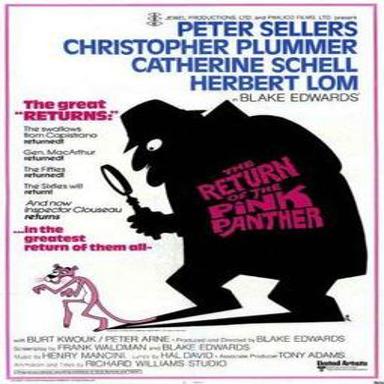 JEWEL PRODUCTIONS LTD. and PIMLICO FILMS LTD. present
PETER SELLERS
CHRISTOPHER PLUMMER
CATHERINE SCHELL
HERBERT LOM
in BLAKE EDWARDS'
The great
"RETURNS:"
The swallows
from Capistrano
returned!
Gen. MacArthur
returned!
The Fifties
returned!
The Sixties will
return!
And now
Inspector Clouseau
returns
...in the
greatest
return of them all-
THE
RETURN
OF THE
PINK
PANTHER
with BURT KWOUK / PETER ARNE · Produced and Directed by BLAKE EDWARDS
Screenplay by FRANK WALDMAN and BLAKE EDWARDS
Music by HENRY MANCINI Lyrics by HAL DAVID · Associate Producer TONY ADAMS
Animation and Titles by RICHARD WILLIAMS STUDIO
United Artists